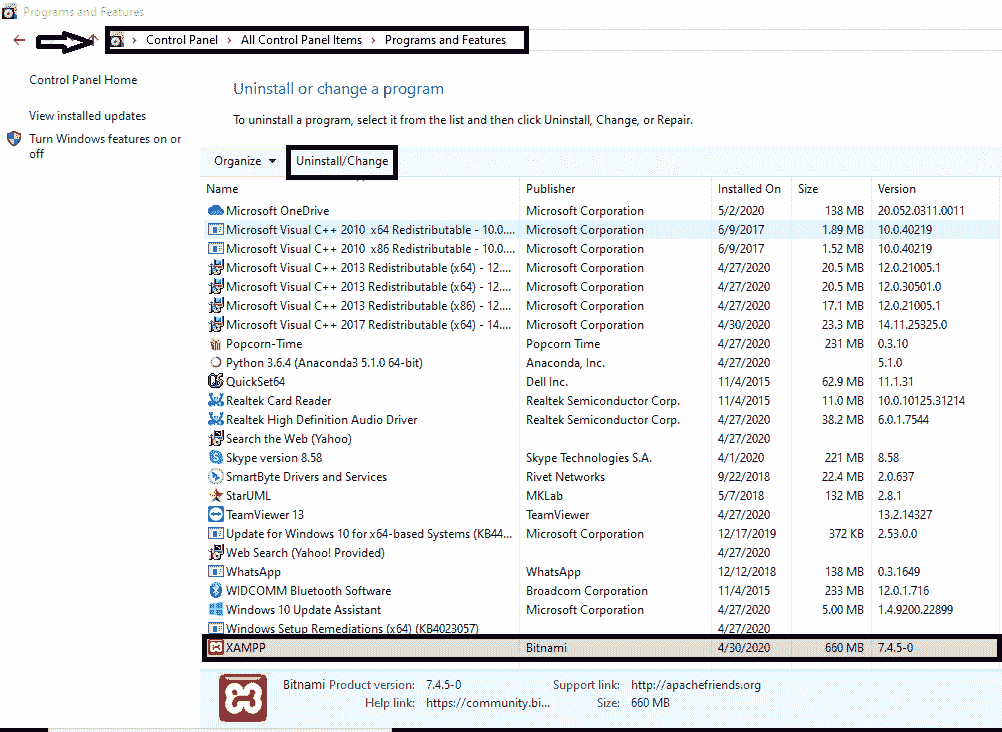 Programs and Features
Control Panel > All Control Panel Items > Programs and Features
Control Panel Home
View installed updates
Turn Windows features on or
off
Uninstall or change a program
To uninstall a program, select it from the list and then click Uninstall, Change, or Repair.
Organize Uninstall/Change
Name Publisher Installed On Size Version
Microsoft OneDrive Microsoft Corporation 5/2/2020 138 MB 20.052.0311.0011
Microsoft Visual C++ 2010 x64 Redistributable - 10.0.... Microsoft Corporation 6/9/2017 1.89 MB 10.0.40219
Microsoft Visual C++ 2010 x86 Redistributable - 10.0.... Microsoft Corporation 6/9/2017 1.52 MB 10.0.40219
Microsoft Visual C++ 2013 Redistributable (x64) - 12.... Microsoft Corporation 4/27/2020 20.5 MB 12.0.21005.1
Microsoft Visual C++ 2013 Redistributable (x64) - 12.... Microsoft Corporation 4/27/2020 20.5 MB 12.0.30501.0
Microsoft Visual C++ 2013 Redistributable (x86) - 12.... Microsoft Corporation 4/27/2020 17.1 MB 12.0.21005.1
Microsoft Visual C++ 2017 Redistributable (x64) - 14.... Microsoft Corporation 4/30/2020 23.3 MB 14.11.25325.0
Popcorn-Time Popcorn Time 4/27/2020 231 MB 0.3.10
Python 3.6.4 (Anaconda3 5.1.0 64-bit) Anaconda, Inc. 4/27/2020 5.1.0
QuickSet64 Dell Inc. 11/4/2015 62.9 MB 11.1.31
Realtek Card Reader Realtek Semiconductor Corp. 11/4/2015 11.0 MB 10.0.10125.31214
Realtek High Definition Audio Driver Realtek Semiconductor Corp. 4/27/2020 38.2 MB 6.0.1.7544
Search the Web (Yahoo) 4/27/2020
Skype version 8.58 Skype Technologies S.A. 4/1/2020 221 MB 8.58
SmartByte Drivers and Services Rivet Networks 9/22/2018 22.4 MB 2.0.637
StarUML MKLab 5/7/2018 132 MB 2.8.1
TeamViewer 13 TeamViewer 4/27/2020 13.2.14327
Update for Windows 10 for x64-based Systems (KB44... Microsoft Corporation 12/17/2019 372 KB 2.53.0.0
Web Search (Yahoo! Provided) 4/27/2020
WhatsApp WhatsApp 12/12/2018 138 MB 0.3.1649
WIDCOMM Bluetooth Software Broadcom Corporation 11/4/2015 233 MB 12.0.1.716
Windows 10 Update Assistant Microsoft Corporation 4/27/2020 5.00 MB 1.4.9200.22899
Windows Setup Remediations (x64) (KB4023057) 4/27/2020
XAMPP Bitnami 4/30/2020 660 MB 7.4.5-0
Bitnami Product version: 7.4.5-0 Support link: http://apachefriends.org
Help link: https://community.bi... Size: 660 MB